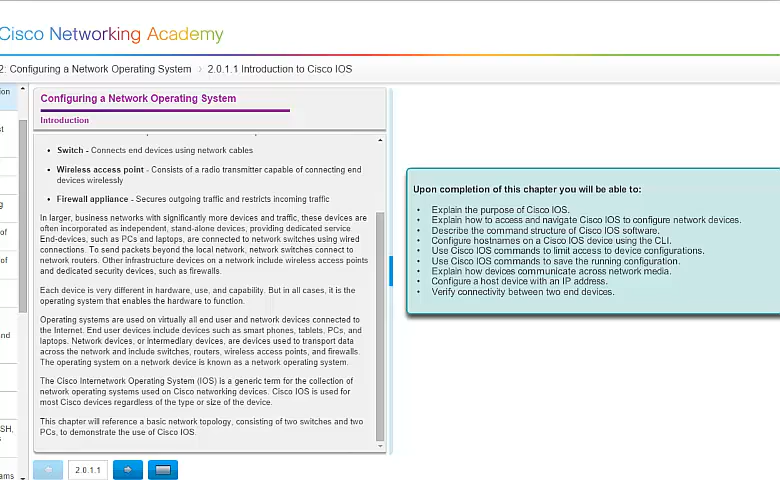 Cisco Networking Academy
2: Configuring a Network Operating System › 2.0.1.1 Introduction to Cisco IOS
Configuring a Network Operating System
Introduction
• Switch - Connects end devices using network cables
• Wireless access point - Consists of a radio transmitter capable of connecting end
devices wirelessly
• Firewall appliance - Secures outgoing traffic and restricts incoming traffic
In larger, business networks with significantly more devices and traffic, these devices are
often incorporated as independent, stand-alone devices, providing dedicated service.
End-devices, such as PCs and laptops, are connected to network switches using wired
connections. To send packets beyond the local network, network switches connect to
network routers. Other infrastructure devices on a network include wireless access points
and dedicated security devices, such as firewalls.
Each device is very different in hardware, use, and capability. But in all cases, it is the
operating system that enables the hardware to function.
Operating systems are used on virtually all end user and network devices connected to
the Internet. End user devices include devices such as smart phones, tablets, PCs, and
laptops. Network devices, or intermediary devices, are devices used to transport data
across the network and include switches, routers, wireless access points, and firewalls.
The operating system on a network device is known as a network operating system.
The Cisco Internetwork Operating System (IOS) is a generic term for the collection of
network operating systems used on Cisco networking devices. Cisco IOS is used for
most Cisco devices regardless of the type or size of the device.
This chapter will reference a basic network topology, consisting of two switches and two
PCs, to demonstrate the use of Cisco IOS.
2.0.1.1
Upon completion of this chapter you will be able to:
• Explain the purpose of Cisco IOS.
• Explain how to access and navigate Cisco IOS to configure network devices.
• Describe the command structure of Cisco IOS software.
• Configure hostnames on a Cisco IOS device using the CLI.
• Use Cisco IOS commands to limit access to device configurations.
• Use Cisco IOS commands to save the running configuration.
• Explain how devices communicate across network media.
• Configure a host device with an IP address.
• Verify connectivity between two end devices.